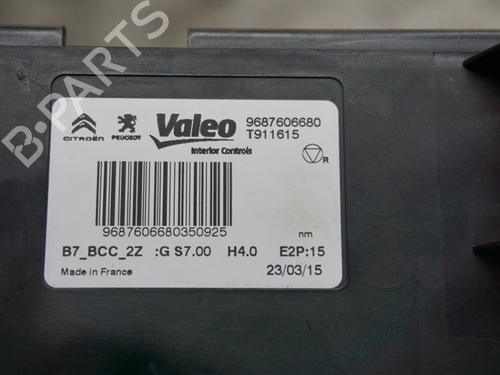 B-PARTS
CITROËN
PEUGEOT
Valeo
Interior Controls
9687606680
T911615
R
9687606680350925
nm
B7_BCC_2Z :G S7.00 H4.0 E2P:15
Made in France
23/03/15